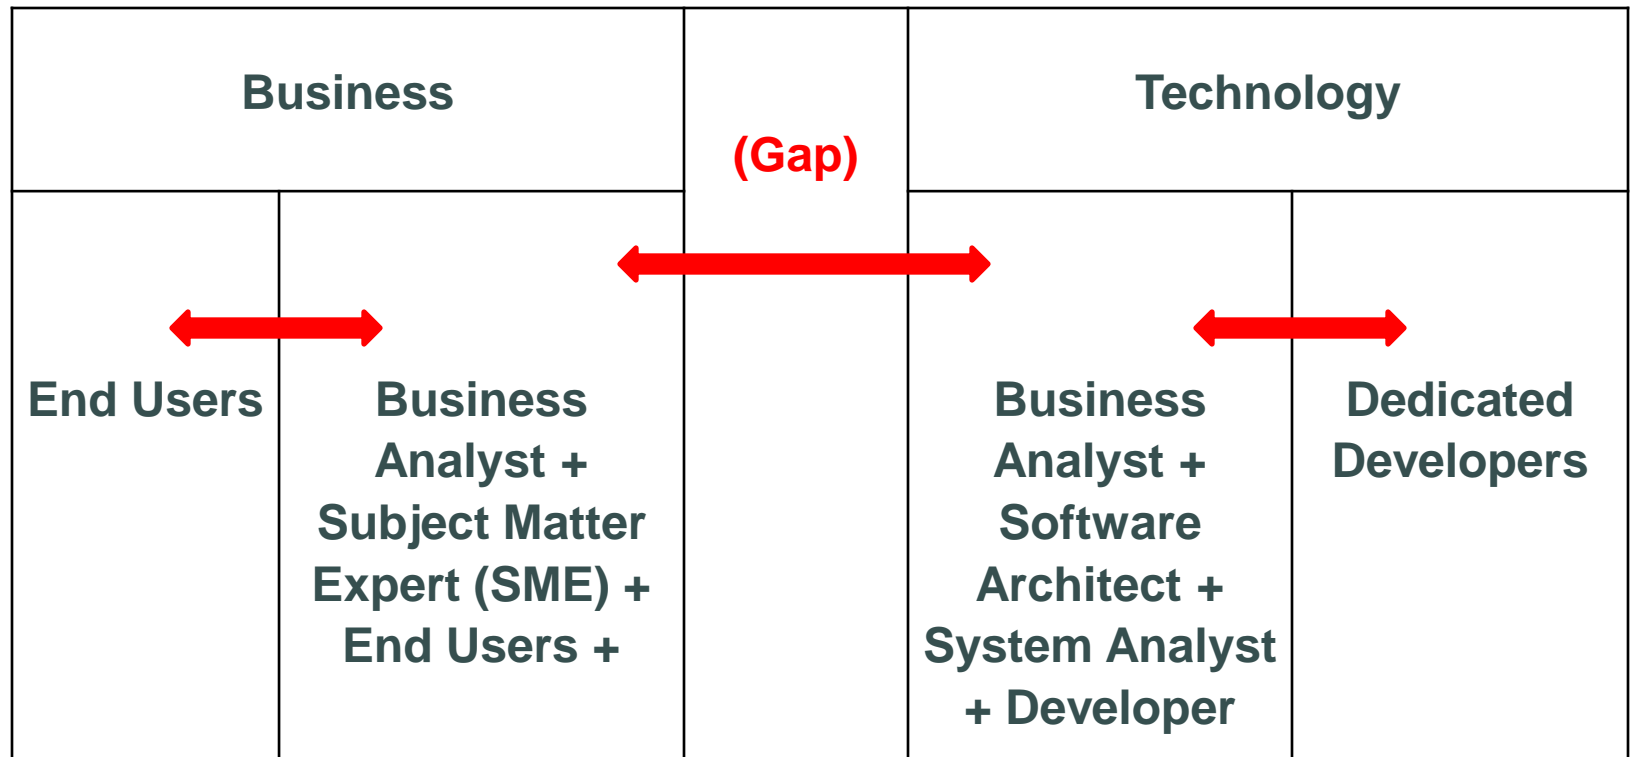 Business
(Gap)
Technology
End Users
Business
Analyst +
Subject Matter
Expert (SME) +
End Users +
Business
Analyst +
Software
Architect +
System Analyst
+ Developer
Dedicated
Developers